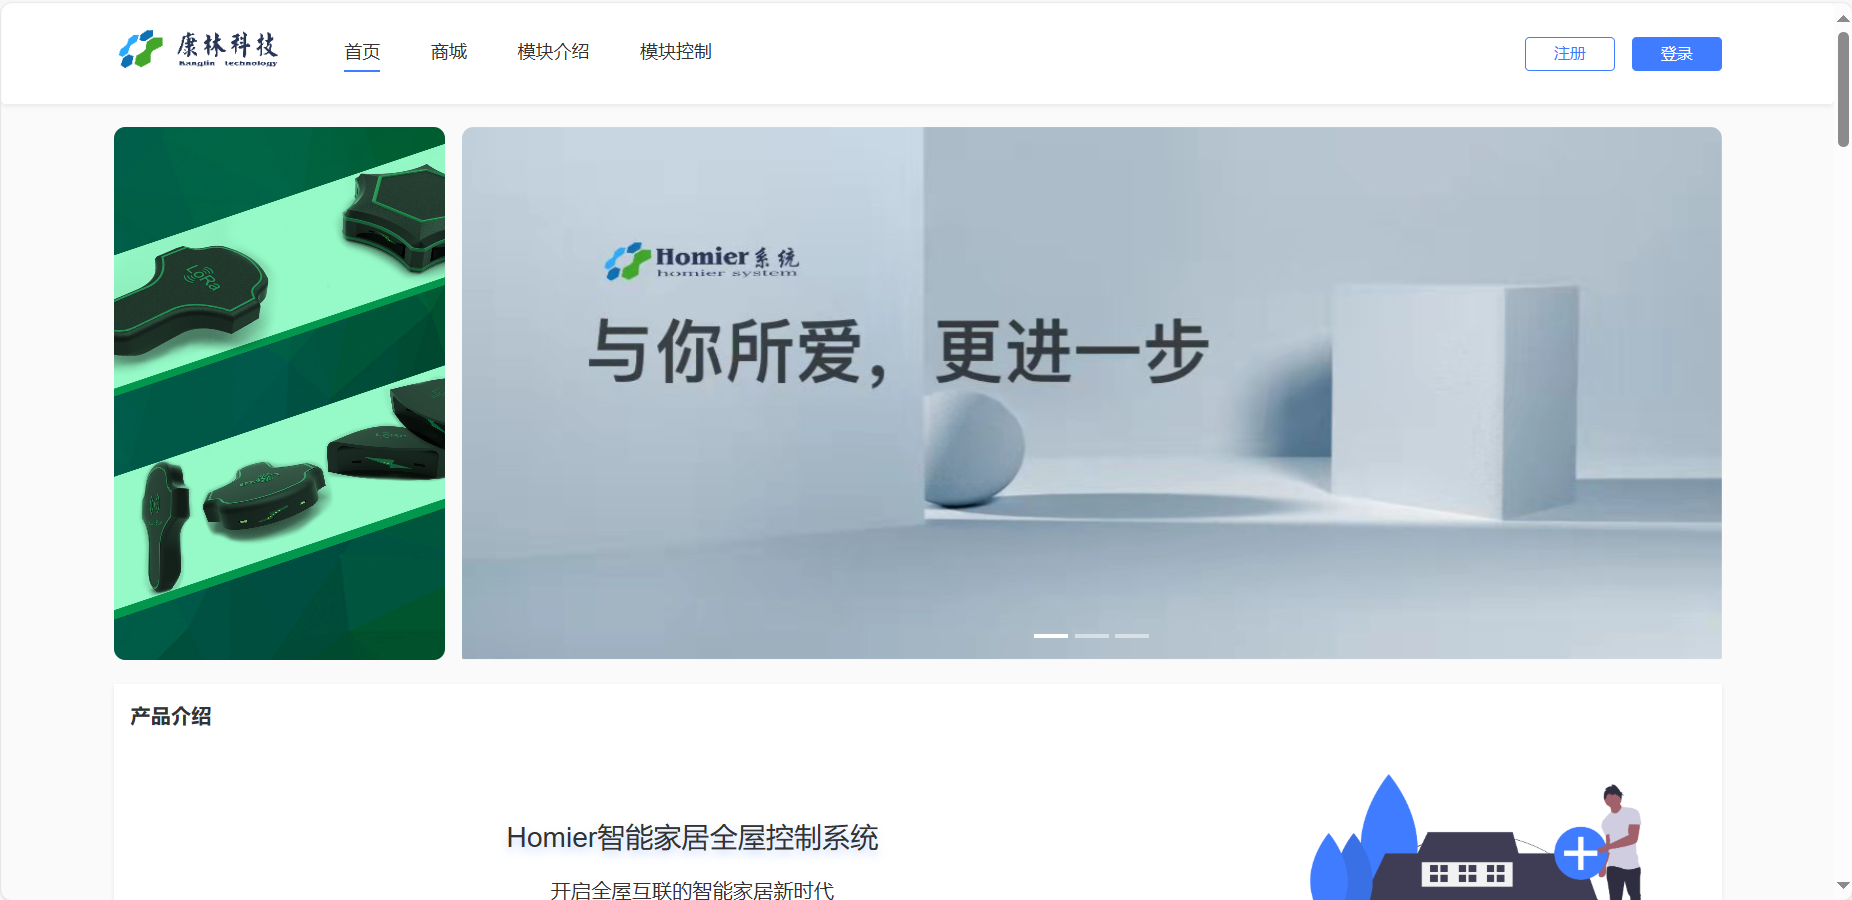 康林科技
Kanglin technology
首页
商城
模块介绍
模块控制
注册
登录
LoRa
Homier系统
homier system
与你所爱，更进一步
产品介绍
Homier智能家居全屋控制系统
开启全屋互联的智能家居新时代